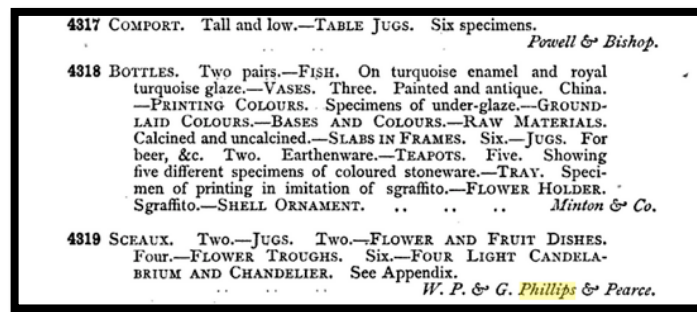 4317 COMPORT. Tall and low.—TABLE JUGS. Six specimens.
Powell & Bishop.
4318 BOTTLES. Two pairs.—FISH. On turquoise enamel and royal
turquoise glaze.—VASES. Three. Painted and antique. China.
—PRINTING COLOURS. Specimens of under-glaze.—GROUND-
LAID COLOURS.—BASES AND COLOURS.—RAW MATERIALS.
Calcined and uncalcined.—SLABS IN FRAMES. Six.—JUGS. For
beer, &c. Two. Earthenware.—TEAPOTS. Five. Showing
five different specimens of coloured stoneware.—TRAY. Speci-
men of printing in imitation of sgraffito.—FLOWER HOLDER.
Sgraffito.—SHELL ORNAMENT. .. .. .. Minton & Co.
4319 SCEAUX. Two.—JUGS. Two.—FLOWER AND FRUIT DISHES.
Four.—FLOWER TROUGHS. Six.—FOUR LIGHT CANDELA-
BRIUM AND CHANDELIER. See Appendix.
W. P. & G. Phillips & Pearce.